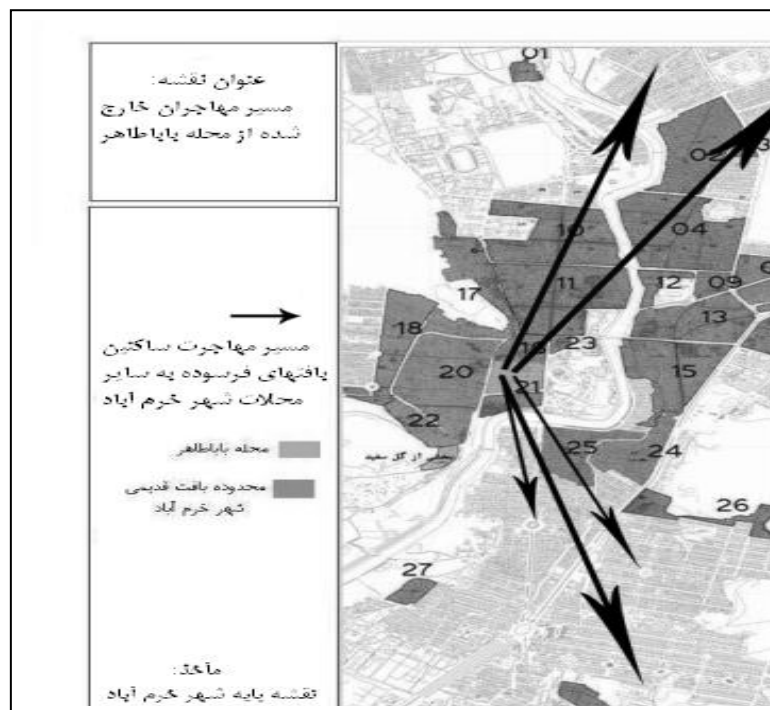 عنوان نقشه:
مسیر مهاجران خارج
شده از محله باباطاهر
مسیر مهاجرت ساکنین
بافتهای فرسوده به سایر
محلات شهر خرم آباد
محله باباطاهر
محدوده بافت قدیمی
شهر خرم آباد
مآخذ:
نقشه پایه شهر خرم آباد
01
02
10
04
17
11
12
09
18
13
23
20
15
21
22
25
24
26
27